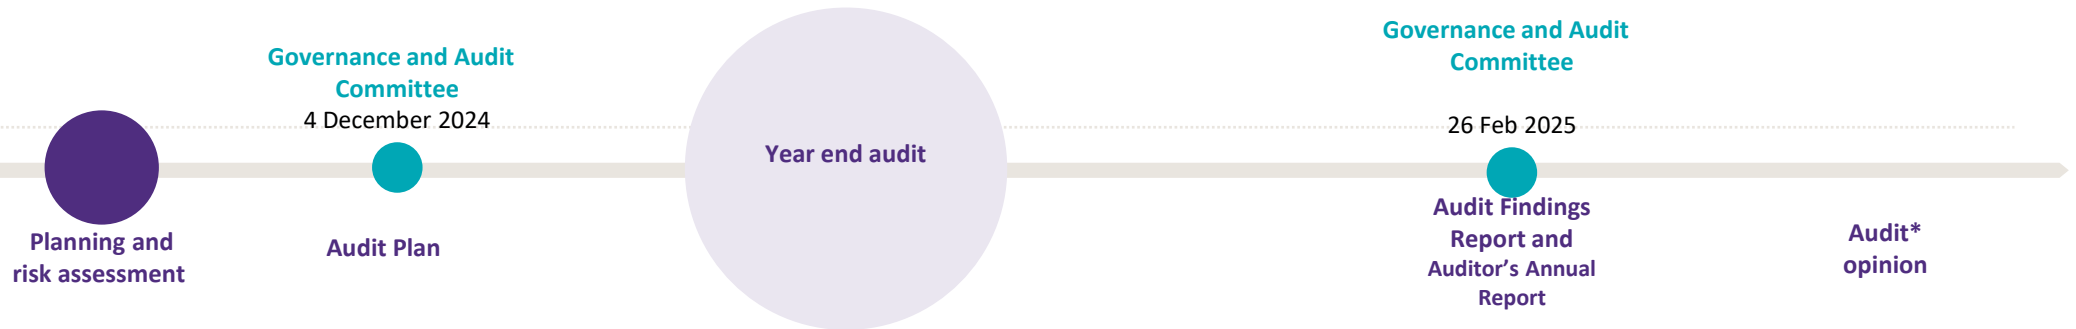 Planning and
risk assessment
Governance and Audit
Committee
4 December 2024
Audit Plan
Year end audit
Governance and Audit
Committee
26 Feb 2025
Audit Findings
Report and
Auditor’s Annual
Report
Audit*
opinion